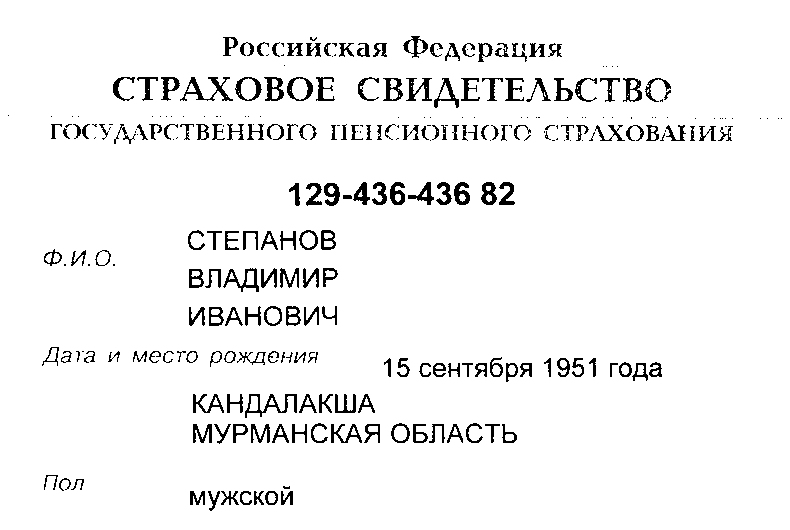 Российская Федерация
СТРАХОВОЕ СВИДЕТЕЛЬСТВО
ГОСУДАРСТВЕННОГО ПЕНСИОННОГО СТРАХОВАНИЯ
129-436-436 82
Ф.И.О.
СТЕПАНОВ
ВЛАДИМИР
ИВАНОВИЧ
Дата и место рождения 15 сентября 1951 года
КАНДАЛАКША
МУРМАНСКАЯ ОБЛАСТЬ
Пол мужской